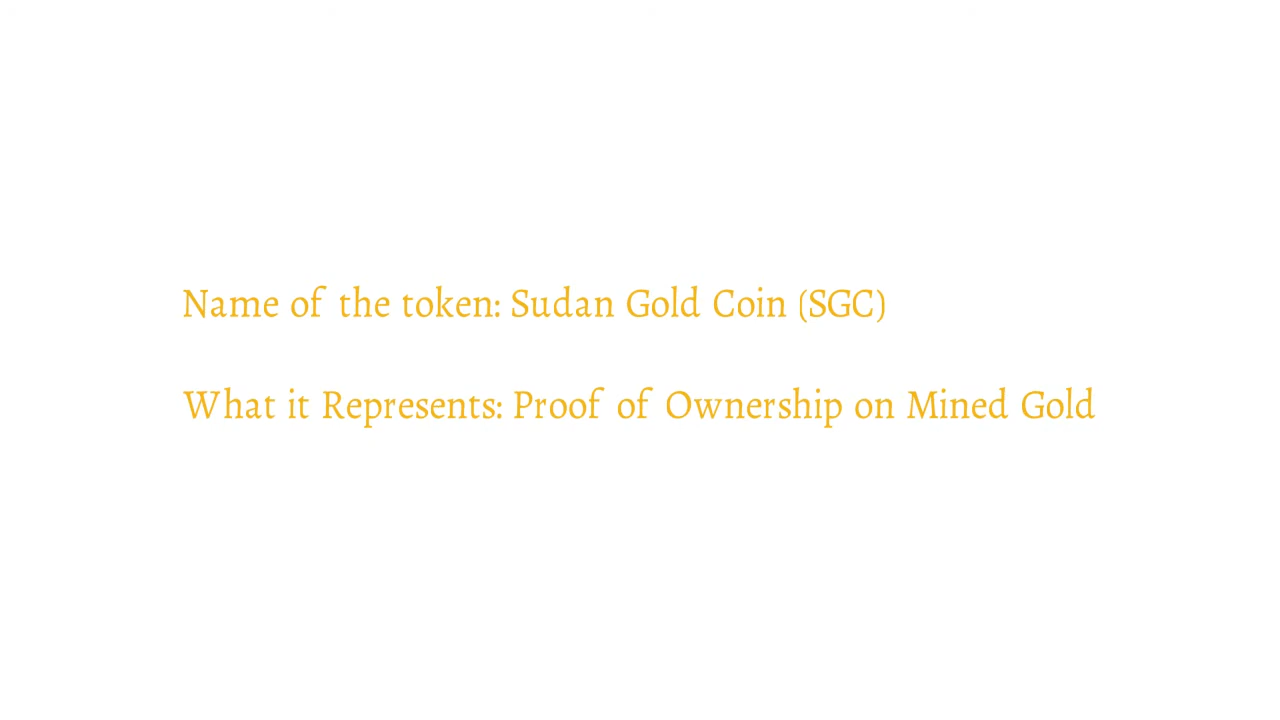 Name of the token: Sudan Gold Coin (SGC)
What it Represents: Proof of Ownership on Mined Gold